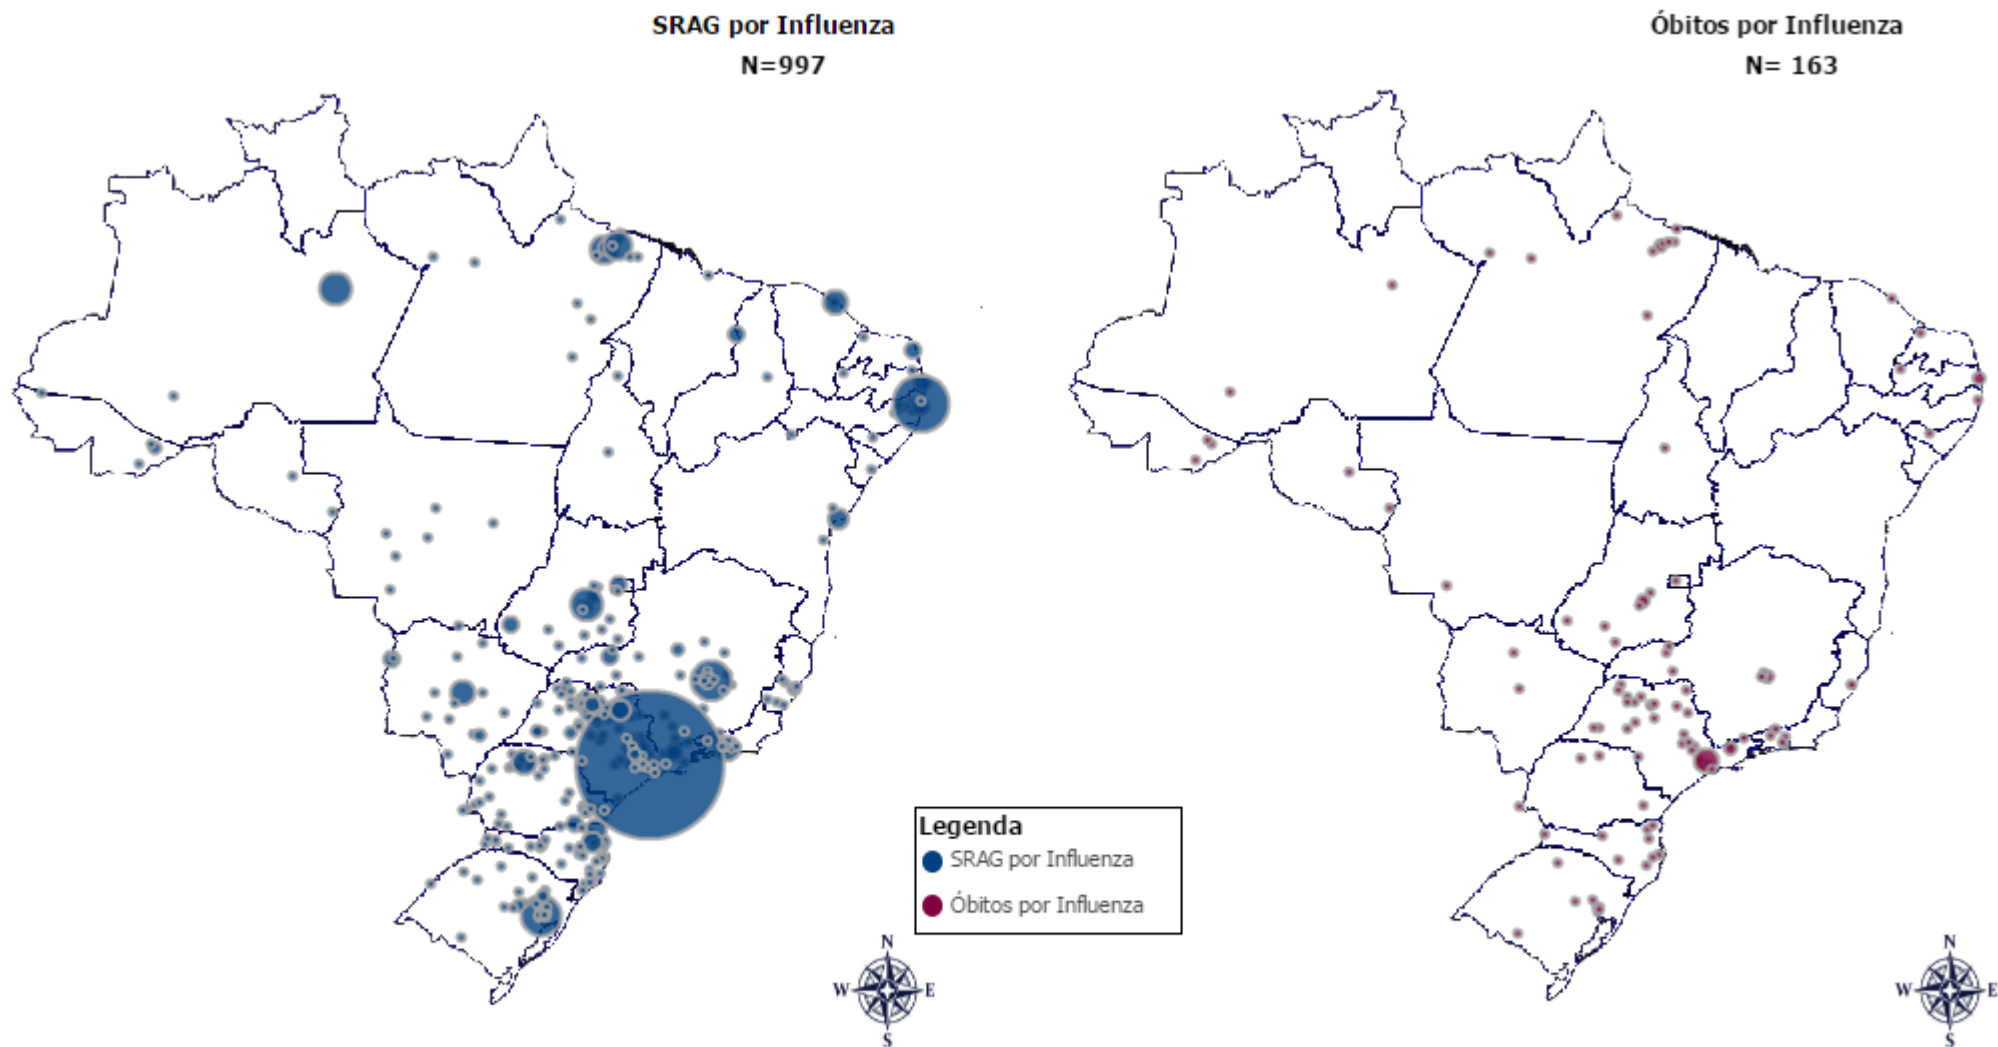 SRAG por Influenza
N=997
Óbitos por Influenza
N= 163
Legenda
SRAG por Influenza
Óbitos por Influenza
N
W E
S
N
W E
S